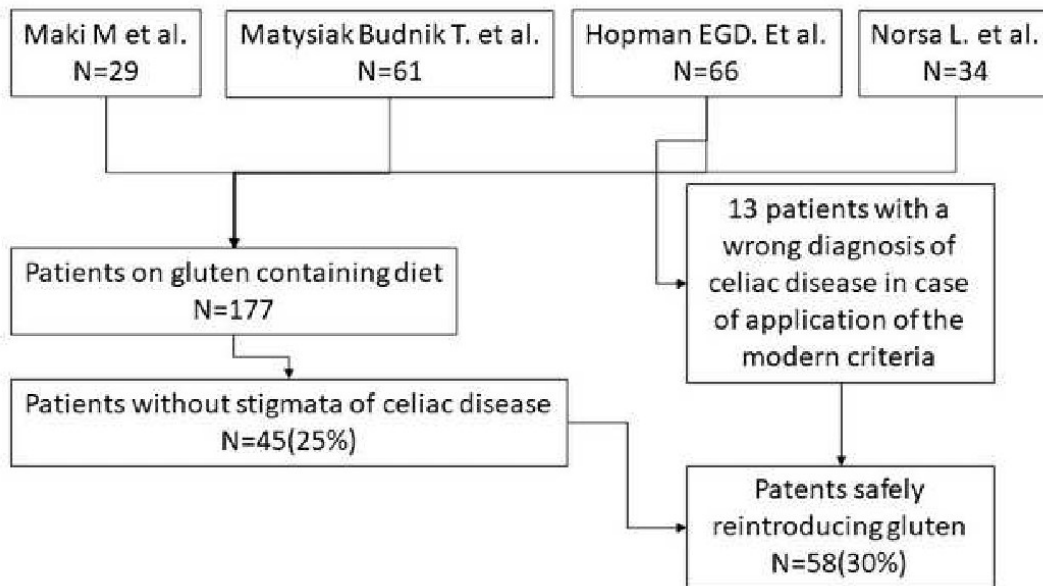 Maki M et al.
N=29
Matysiak Budnik T. et al.
N=61
Hopman EGD. Et al.
N=66
Norsa L. et al.
N=34
13 patients with a
wrong diagnosis of
celiac disease in case
of application of the
modern criteria
Patients on gluten containing diet
N=177
Patients without stigmata of celiac disease
N=45(25%)
Patents safely
reintroducing gluten
N=58(30%)